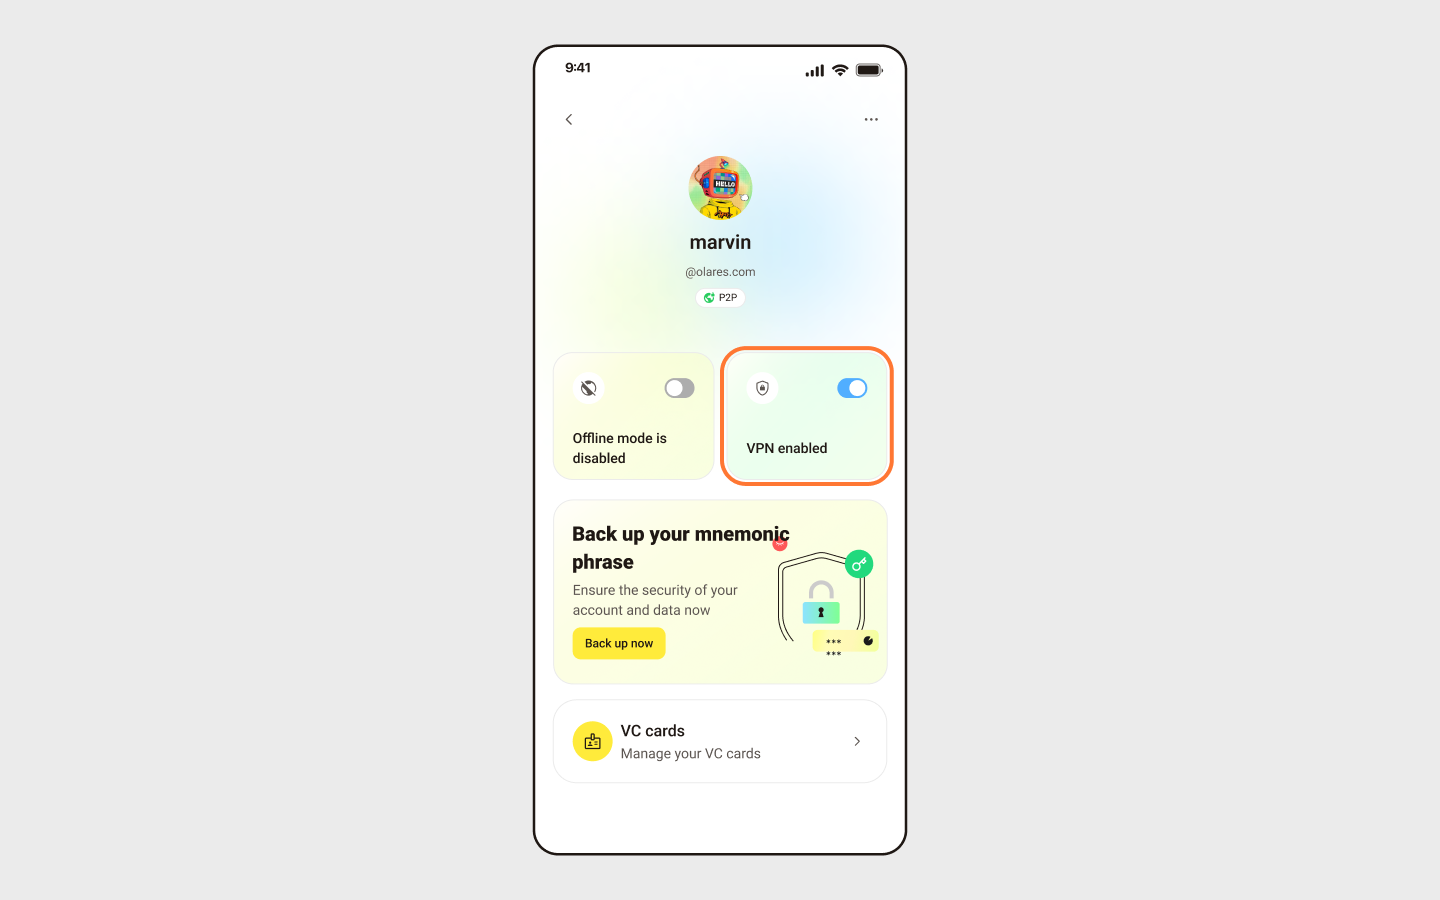 9:41
HELLO
marvin
@olares.com
P2P
Offline mode is
disabled
VPN enabled
Back up your mnemonic
phrase
Ensure the security of your
account and data now
Back up now
***
***
VC cards
Manage your VC cards